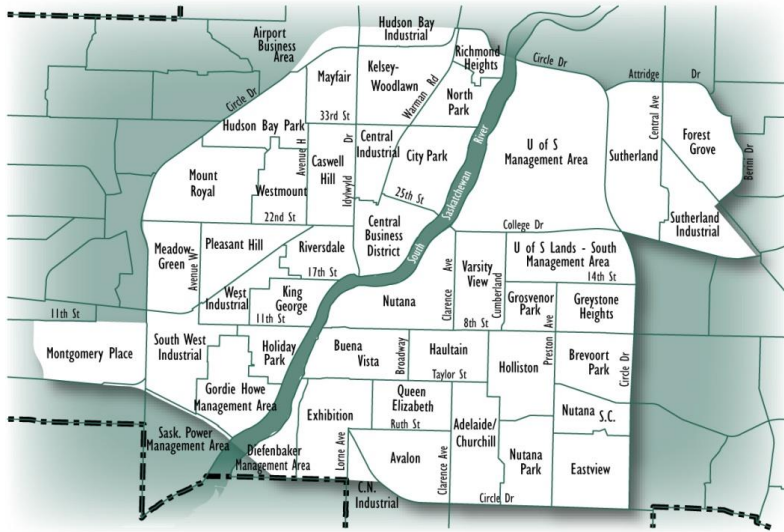 Hudson Bay
Industrial
Airport
Business
Area
Richmond
Heights
Circle Dr
Mayfair
Kelsey-
Woodlawn
Warman Rd
North
Park
Attridge Dr
Circle Dr
33rd St
Hudson Bay Park
Avenue H
Caswell
Hill
Idylwyld Dr
Central
Industrial
City Park
River
U of S
Management Area
Sutherland
Central Ave
Forest
Grove
Berini Dr
Mount
Royal
Westmount
22nd St
25th St
Saskatchewan
South
Sutherland
Industrial
Central
Business
District
College Dr
Meadow-
Green
Avenue W
Pleasant Hill
Riversdale
17th St
Clarence Ave
Varsity
View
Cumberland
U of S Lands - South
Management Area
14th St
West
Industrial
King
George
11th St
11th St
Nutana
8th St
Grosvenor
Park
Preston Ave
Greystone
Heights
Montgomery Place
South West
Industrial
Holiday
Park
Buena
Vista
Broadway
Haultain
Taylor St
Holliston
Brevoort
Park
Circle Dr
Gordie Howe
Management Area
Exhibition
Queen
Elizabeth
Ruth St
Adelaide/
Churchill
Nutana
S.C.
Sask. Power
Management Area
Diefenbaker
Management Area
Lorne Ave
Avalon
Clarence Ave
Nutana
Park
Eastview
C.N.
Industrial
Circle Dr